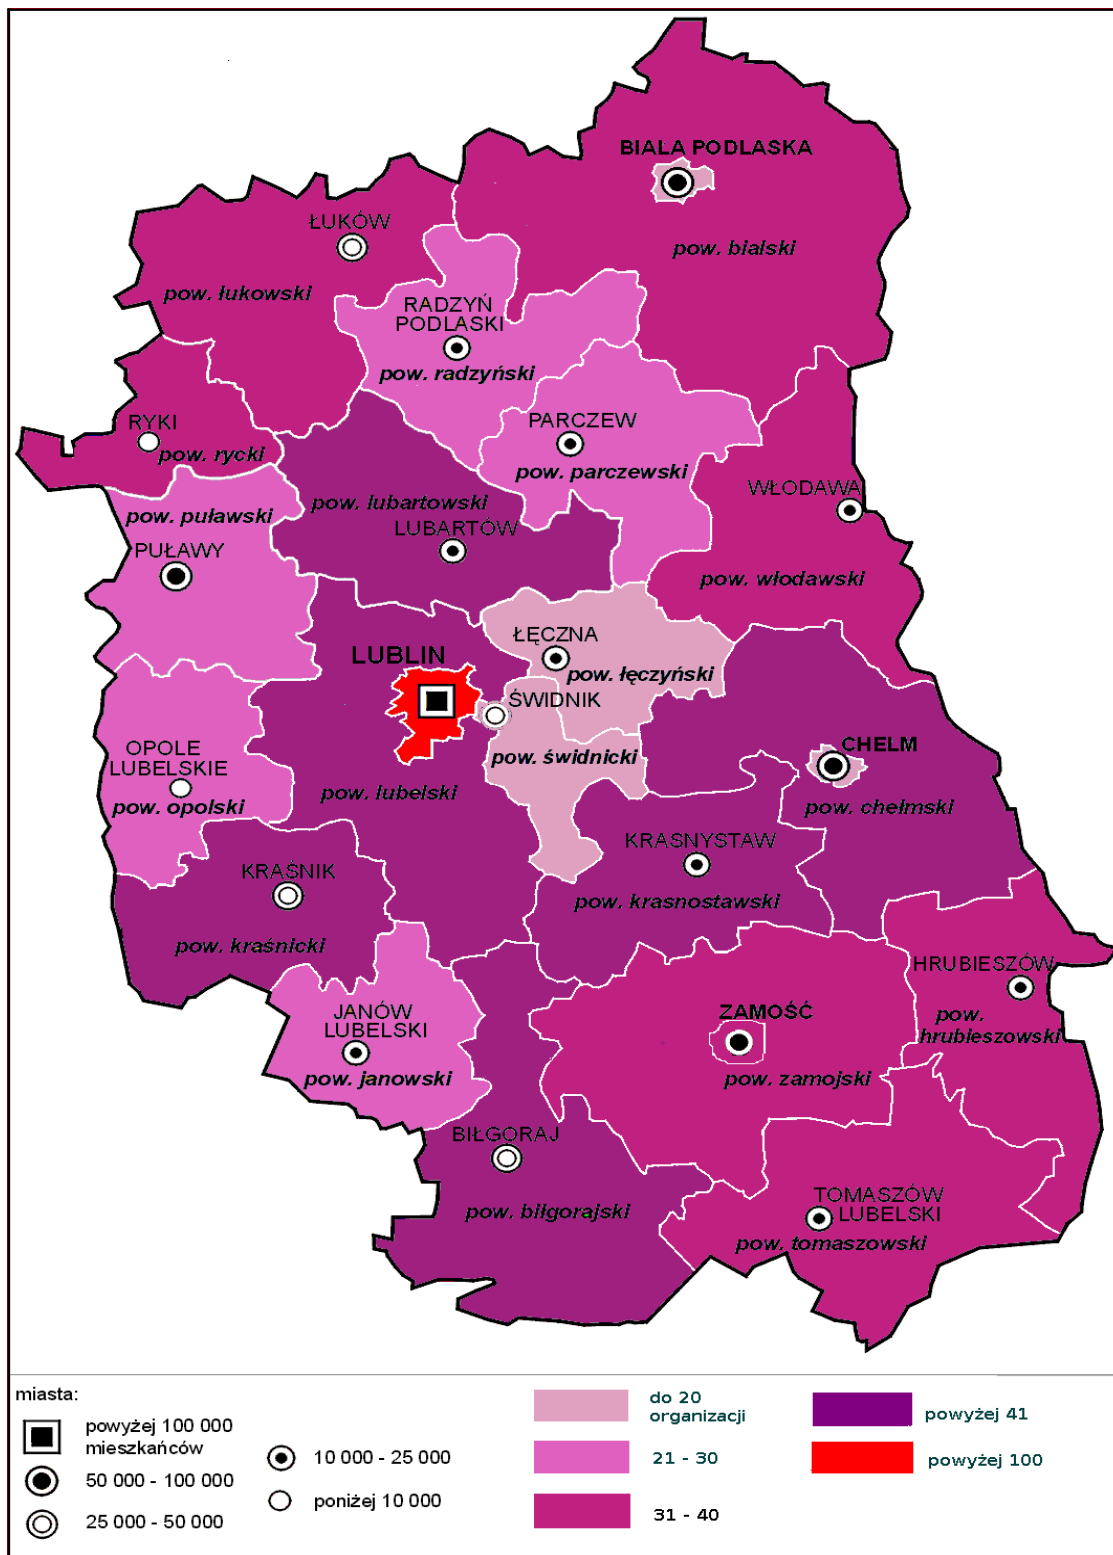 BIALA PODLASKA
pow. bialski
ŁUKÓW
pow. łukowski
RADZYŃ
PODLASKI
pow. radzyński
RYKI
pow. rycki
PARCZEW
pow. parczewski
WŁODAWA
pow. włodawski
pow. lubartowski
LUBARTÓW
pow. puławski
PUŁAWY
ŁĘCZNA
pow. łęczyński
LUBLIN
ŚWIDNIK
pow. świdnicki
pow. lubelski
OPOLE
LUBELSKIE
pow. opolski
CHELM
pow. chełmski
KRASNYSTAW
pow. krasnostawski
KRAŚNIK
pow. kraśnicki
HRUBIESZÓW
pow.
hrubieszowski
JANÓW
LUBELSKI
pow. janowski
ZAMOŚĆ
pow. zamojski
BIŁGORAJ
pow. biłgorajski
TOMASZÓW
LUBELSKI
pow. tomaszowski
miasta:
powyżej 100 000
mieszkańców
50 000 - 100 000
25 000 - 50 000
10 000 - 25 000
poniżej 10 000
do 20
organizacji
21 - 30
31 - 40
powyżej 41
powyżej 100